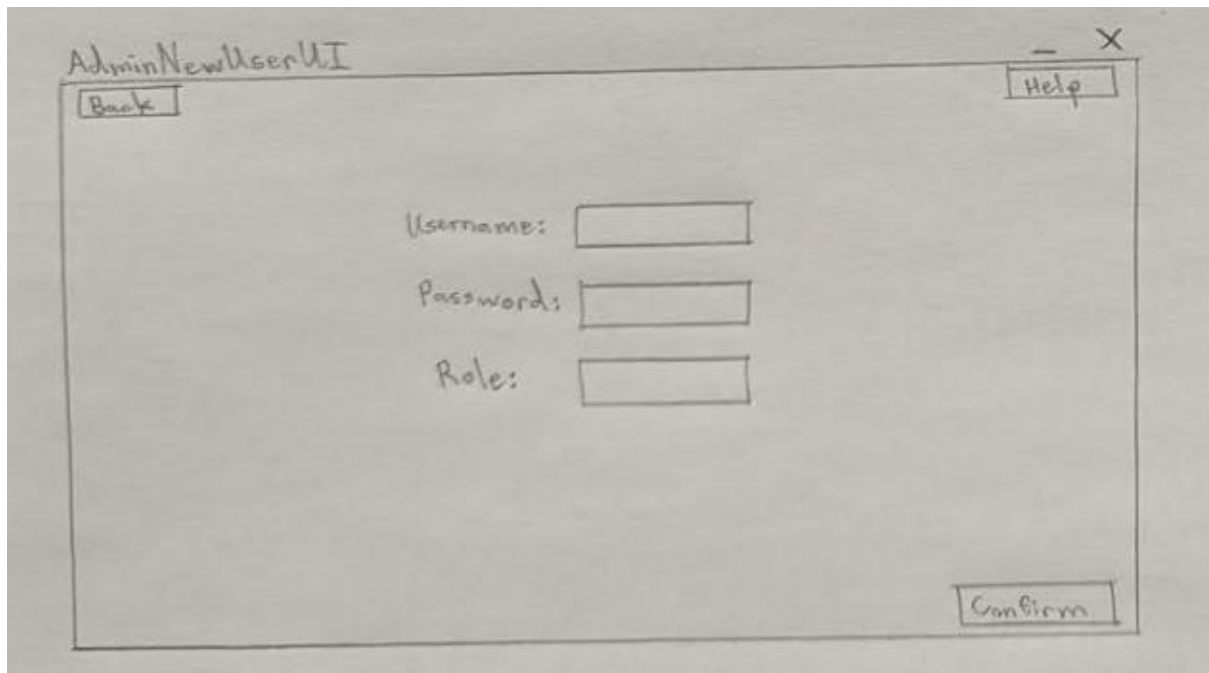 AdminNewUserUI
_ X
Back
Help
Username:
Password:
Role:
Confirm